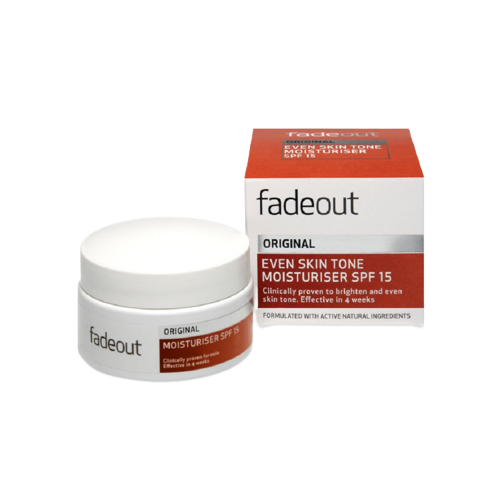 fadeout
ORIGINAL
EVEN SKIN TONE
MOISTURISER
SPF 15
fadeout
ORIGINAL
EVEN SKIN TONE
MOISTURISER SPF 15
Clinically proven to brighten and even
skin tone. Effective in 4 weeks
FORMULATED WITH ACTIVE NATURAL INGREDIENTS
fadeout
ORIGINAL
MOISTURISER SPF 15
Clinically proven formula
Effective in 4 weeks